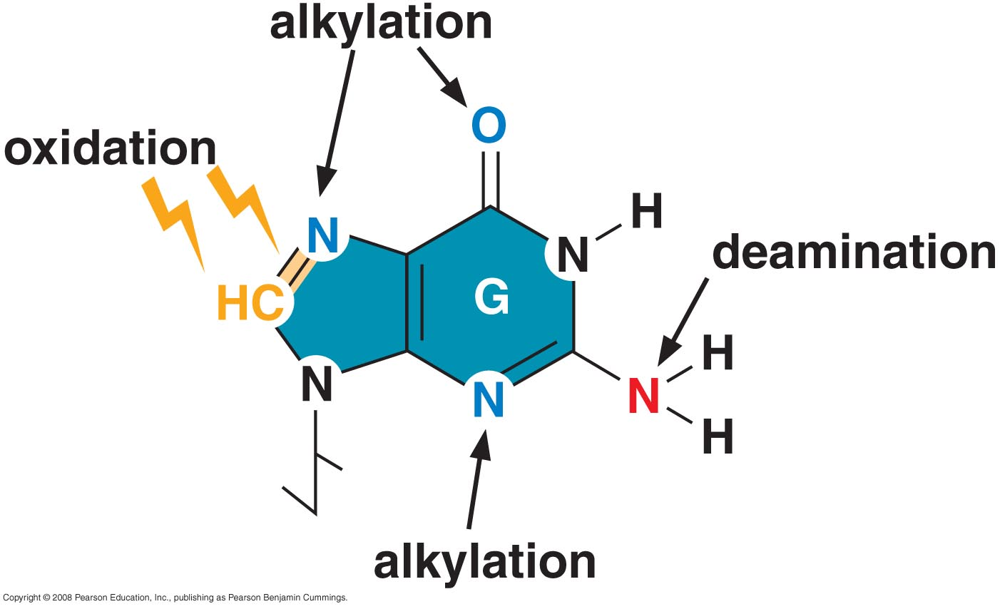 alkylation
O
oxidation
H
N
N
deamination
G
HC
H
N
N
N
H
alkylation
Copyright © 2008 Pearson Education, Inc., publishing as Pearson Benjamin Cummings.